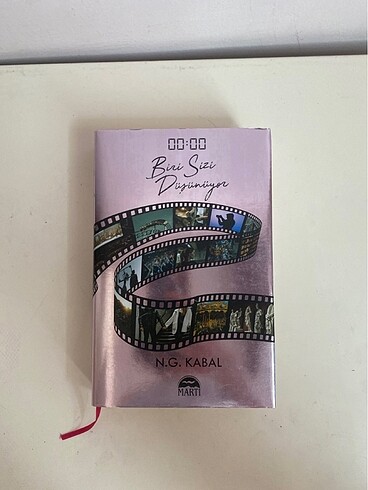 00:00
Biri Sizi
Düşünüyor
N.G. KABAL
MARTI